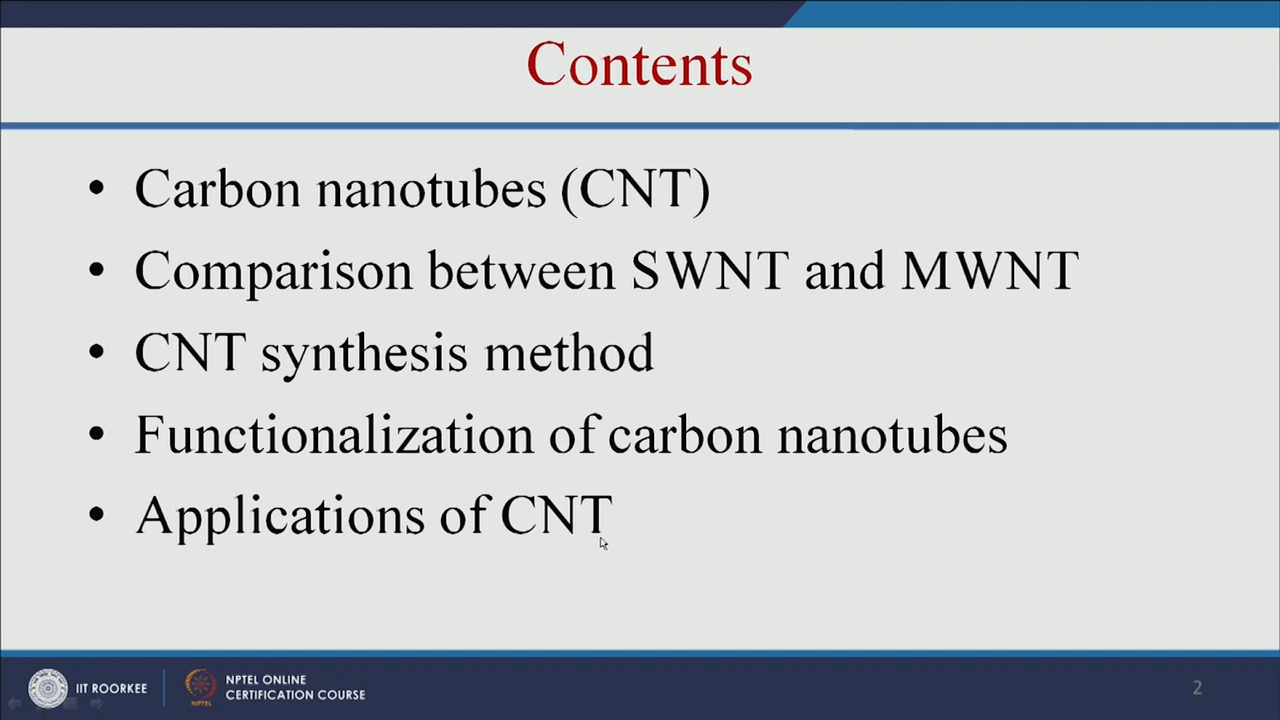 Contents
• Carbon nanotubes (CNT)
• Comparison between SWNT and MWNT
• CNT synthesis method
• Functionalization of carbon nanotubes
• Applications of CNT
IIT ROORKEE
NPTEL
NPTEL ONLINE
CERTIFICATION COURSE
2